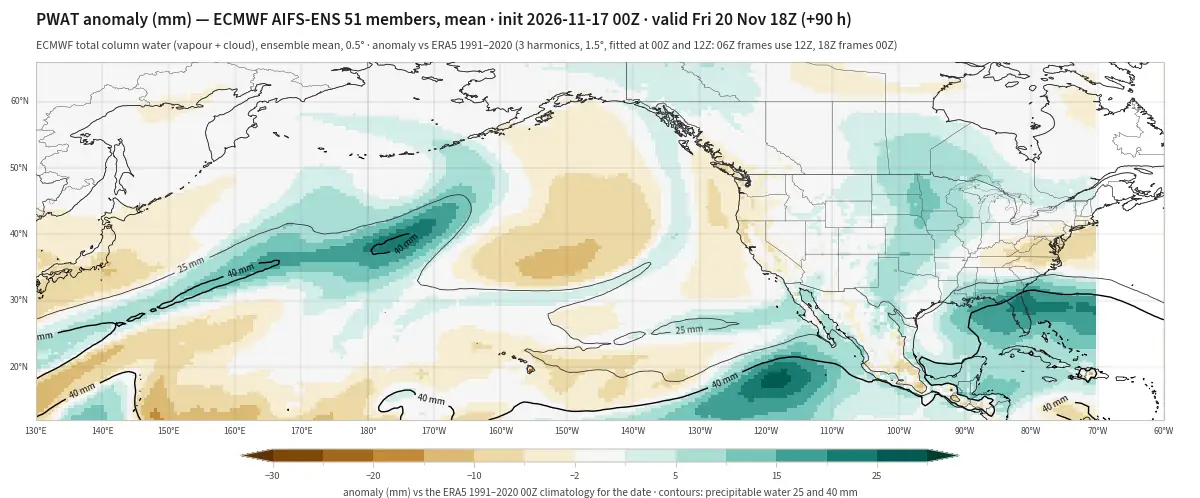 PWAT anomaly (mm) — ECMWF AIFS-ENS 51 members, mean · init 2026-11-17 00Z · valid Fri 20 Nov 18Z (+90 h)
ECMWF total column water (vapour + cloud), ensemble mean, 0.5° · anomaly vs ERA5 1991–2020 (3 harmonics, 1.5°, fitted at 00Z and 12Z: 06Z frames use 12Z, 18Z frames 00Z)
60°N
50°N
40°N
30°N
20°N
25 mm
40 mm
40 mm
mm
25 mm
40 mm
40 mm
40 mm
40 mm
130°E 140°E 150°E 160°E 170°E 180° 170°W 160°W 150°W 140°W 130°W 120°W 110°W 100°W 90°W 80°W 70°W 60°W
−30 −20 −10 −2 5 15 25
anomaly (mm) vs the ERA5 1991–2020 00Z climatology for the date · contours: precipitable water 25 and 40 mm